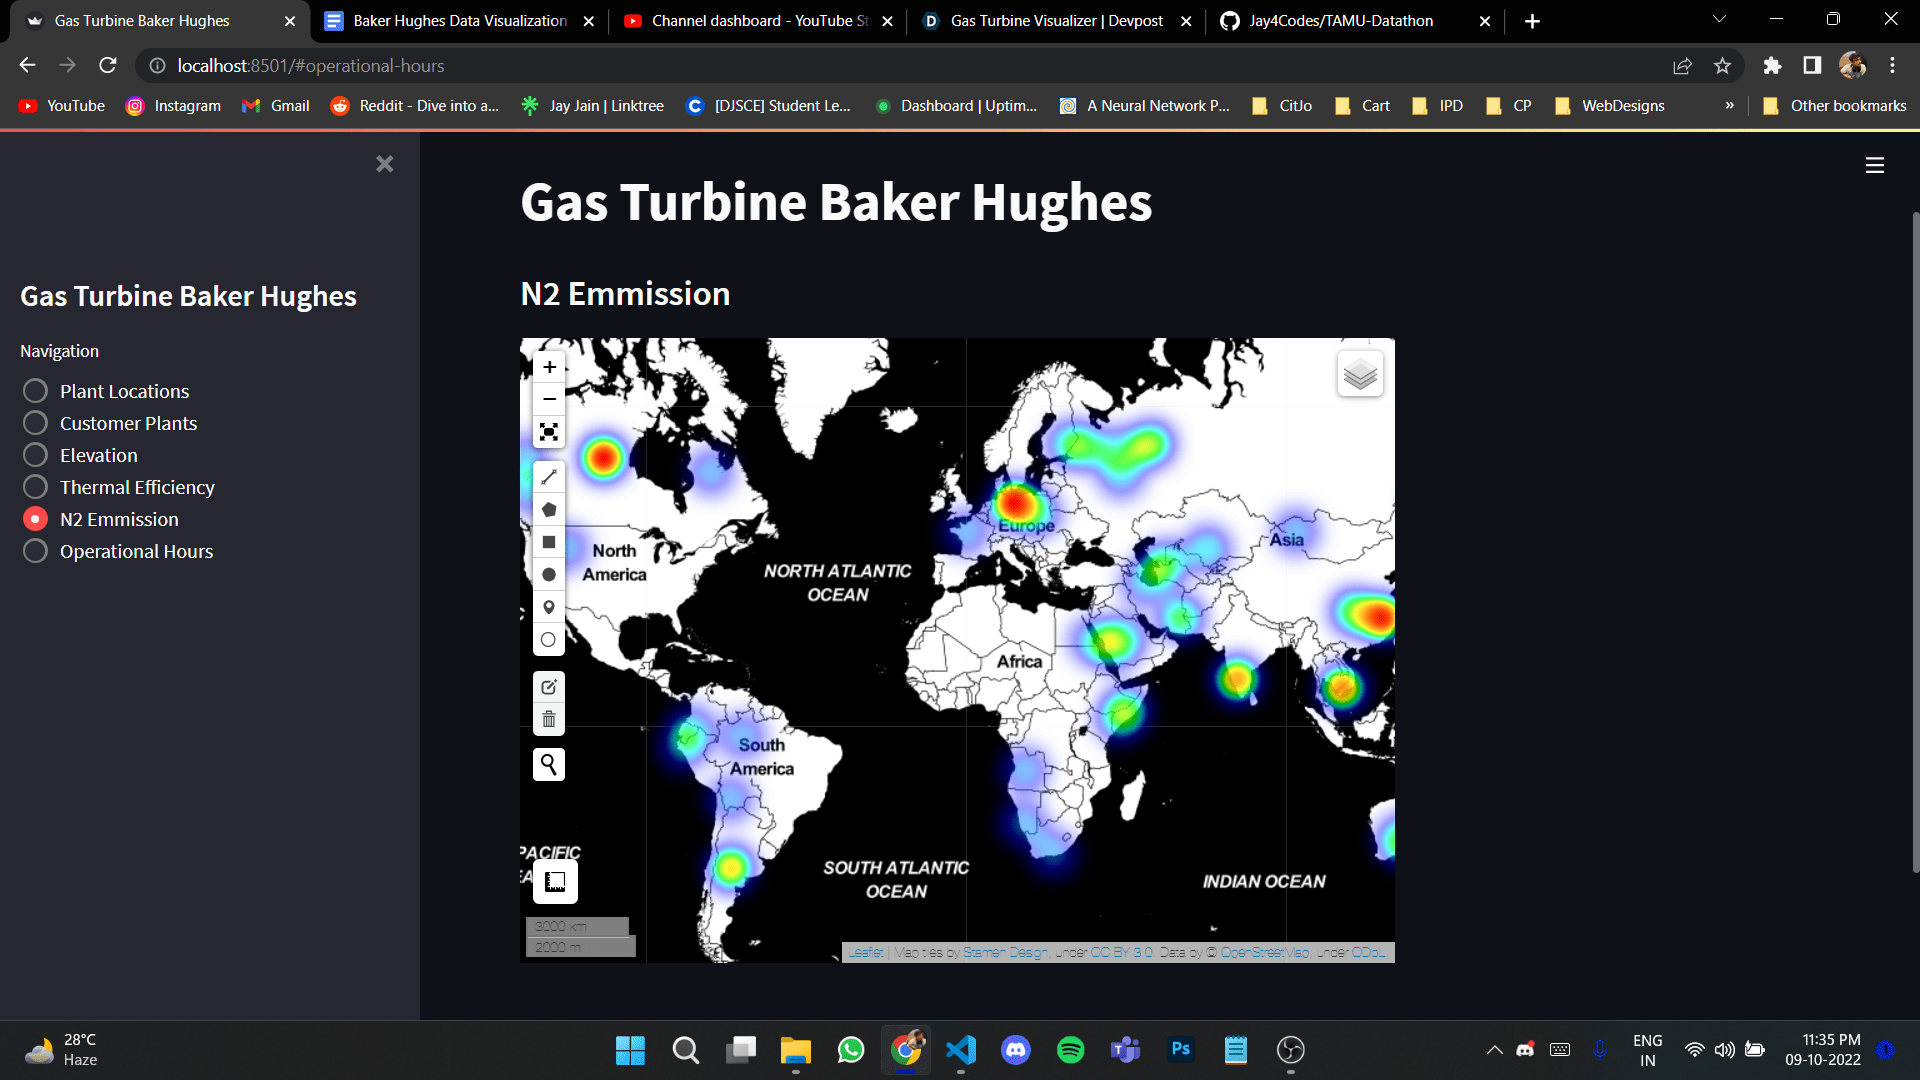 Gas Turbine Baker Hughes
Baker Hughes Data Visualization
Channel dashboard - YouTube St
Gas Turbine Visualizer | Devpost
Jay4Codes/TAMU-Datathon
localhost:8501/#operational-hours
YouTube
Instagram
Gmail
Reddit - Dive into a...
Jay Jain | Linktree
[DJSCE] Student Le...
Dashboard | Uptim...
A Neural Network P...
CitJo
Cart
IPD
CP
WebDesigns
»
Other bookmarks
Gas Turbine Baker Hughes
Navigation
Plant Locations
Customer Plants
Elevation
Thermal Efficiency
N2 Emmission
Operational Hours
Gas Turbine Baker Hughes
N2 Emmission
+
−
Europe
Asia
North
America
NORTH ATLANTIC
OCEAN
Africa
South
America
PACIFIC
EA
SOUTH ATLANTIC
OCEAN
INDIAN OCEAN
3000 km
2000 m
Leaflet | Map tiles by Stamen Design, under CC BY 3.0. Data by © OpenStreetMap, under ODbL.
28°C
Haze
Ps
ENG
IN
11:35 PM
09-10-2022